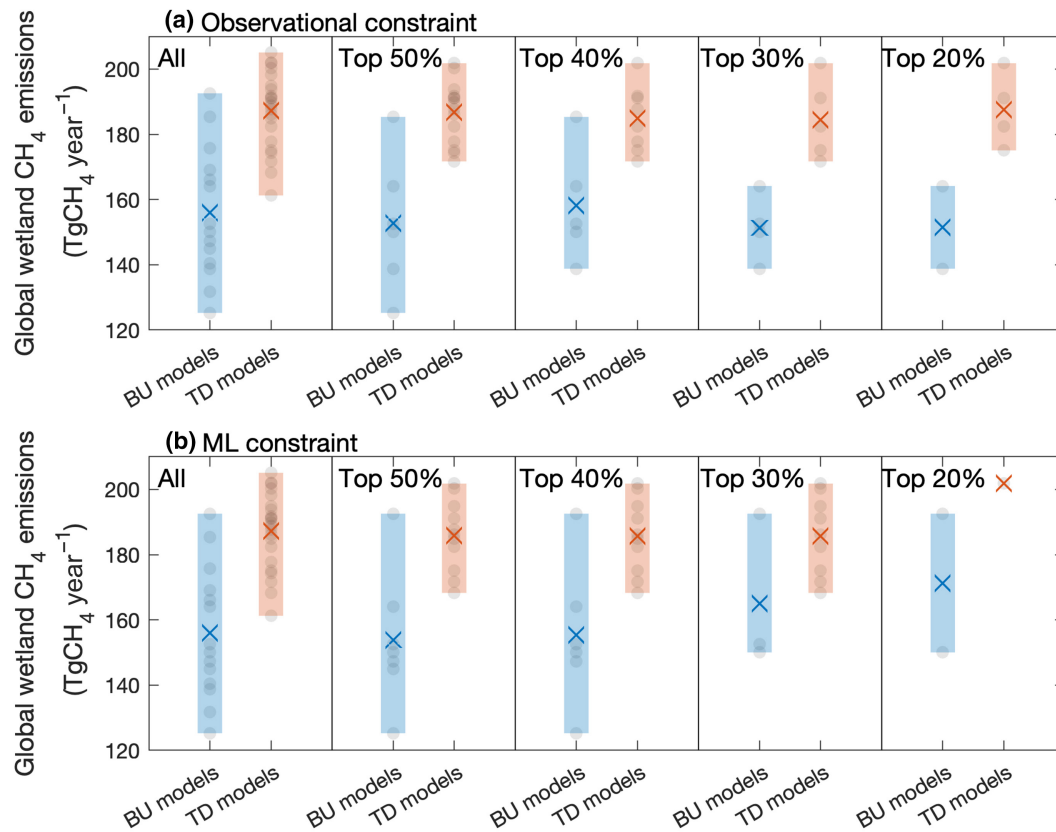 (a) Observational constraint
Global wetland CH4 emissions
(TgCH4 year−1)
200
180
160
140
120
All
Top 50%
Top 40%
Top 30%
Top 20%
BU models
TD models
BU models
TD models
BU models
TD models
BU models
TD models
BU models
TD models
(b) ML constraint
Global wetland CH4 emissions
(TgCH4 year−1)
200
180
160
140
120
All
Top 50%
Top 40%
Top 30%
Top 20%
BU models
TD models
BU models
TD models
BU models
TD models
BU models
TD models
BU models
TD models